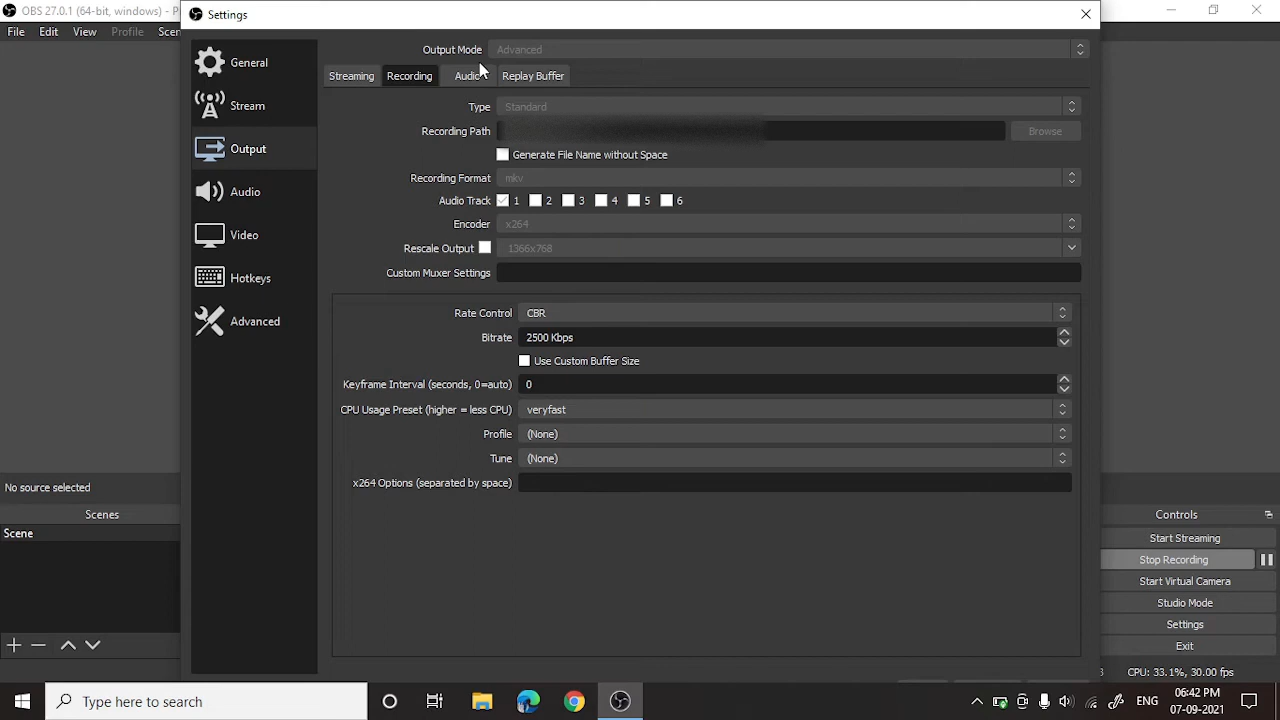 OBS 27.0.1 (64-bit, windows) - P
Settings
File Edit View Profile Scen
General
Stream
Output
Audio
Video
Hotkeys
Advanced
Output Mode Advanced
Streaming Recording Audio Replay Buffer
Type Standard
Recording Path Browse
Generate File Name without Space
Recording Format mkv
Audio Track 1 2 3 4 5 6
Encoder x264
Rescale Output 1366x768
Custom Muxer Settings
Rate Control CBR
Bitrate 2500 Kbps
Use Custom Buffer Size
Keyframe Interval (seconds, 0=auto) 0
CPU Usage Preset (higher = less CPU) veryfast
Profile (None)
Tune (None)
x264 Options (separated by space)
No source selected
Scenes
Scene
Controls
Start Streaming
Stop Recording
Start Virtual Camera
Studio Mode
Settings
Exit
3 CPU: 33.1%, 30.00 fps
Type here to search
ENG
06:42 PM
07-09-2021